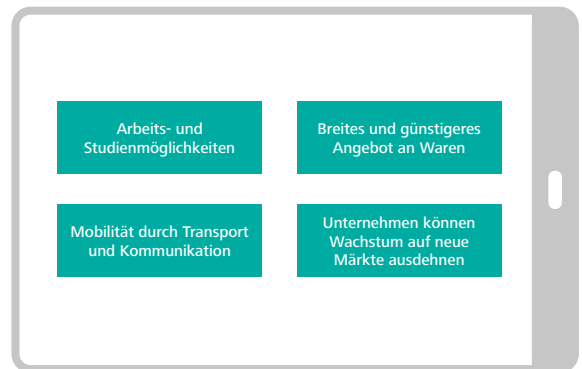 Arbeits- und
Studienmöglichkeiten
Breites und günstigeres
Angebot an Waren
Mobilität durch Transport
und Kommunikation
Unternehmen können
Wachstum auf neue
Märkte ausdehnen